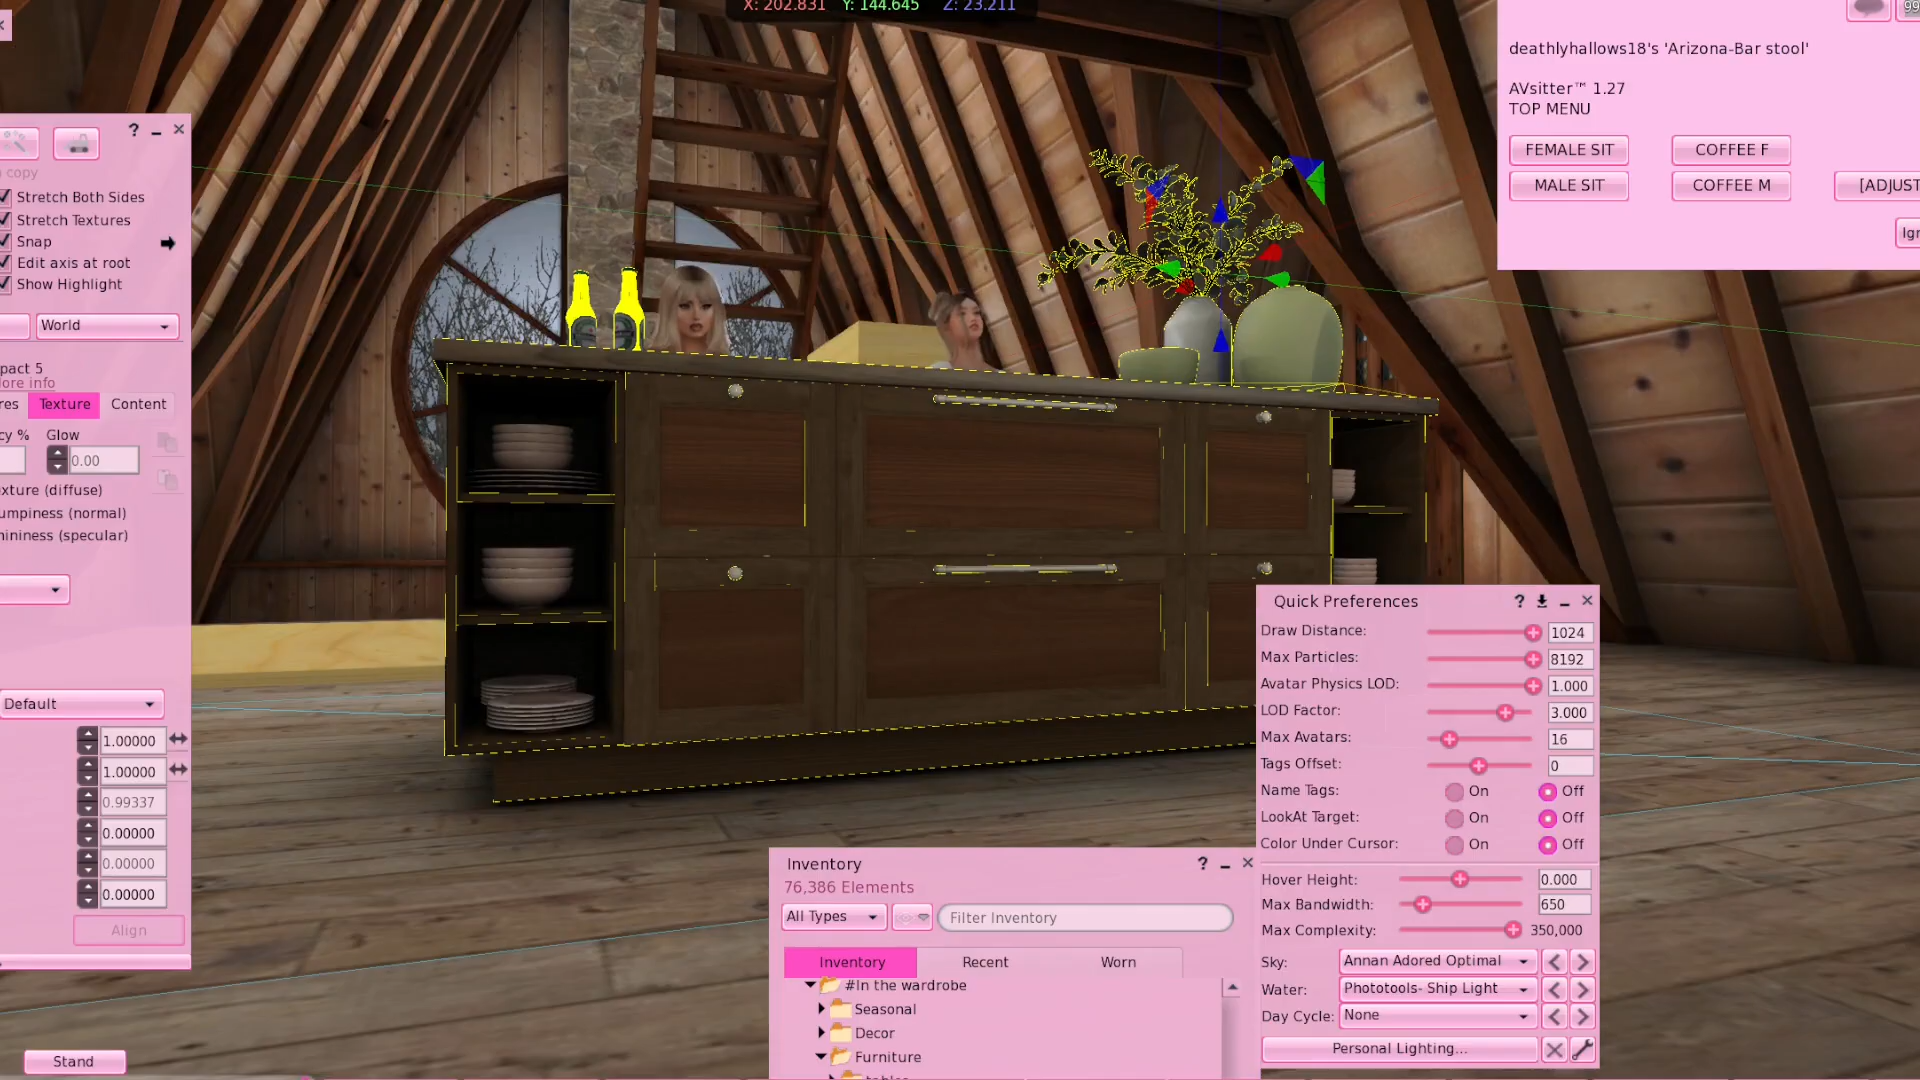 X: 202.831 Y: 144.645 Z: 23.211
99
deathlyhallows18's 'Arizona-Bar stool'
AVsitter™ 1.27
TOP MENU
FEMALE SIT
COFFEE F
MALE SIT
COFFEE M
[ADJUST
Igr
?
copy
Stretch Both Sides
Stretch Textures
Snap
Edit axis at root
Show Highlight
World
pact 5
ore info
res
Texture
Content
cy %
Glow
0.00
exture (diffuse)
umpiness (normal)
hininess (specular)
Default
1.00000
1.00000
0.99337
0.00000
0.00000
0.00000
Align
Stand
Quick Preferences
?
Draw Distance:
1024
Max Particles:
8192
Avatar Physics LOD:
1.000
LOD Factor:
3.000
Max Avatars:
16
Tags Offset:
0
Name Tags:
On
Off
LookAt Target:
On
Off
Color Under Cursor:
On
Off
Hover Height:
0.000
Max Bandwidth:
650
Max Complexity:
350,000
Sky:
Annan Adored Optimal
Water:
Phototools- Ship Light
Day Cycle:
None
Personal Lighting...
Inventory
?
76,386 Elements
All Types
Filter Inventory
Inventory
Recent
Worn
#In the wardrobe
Seasonal
Decor
Furniture